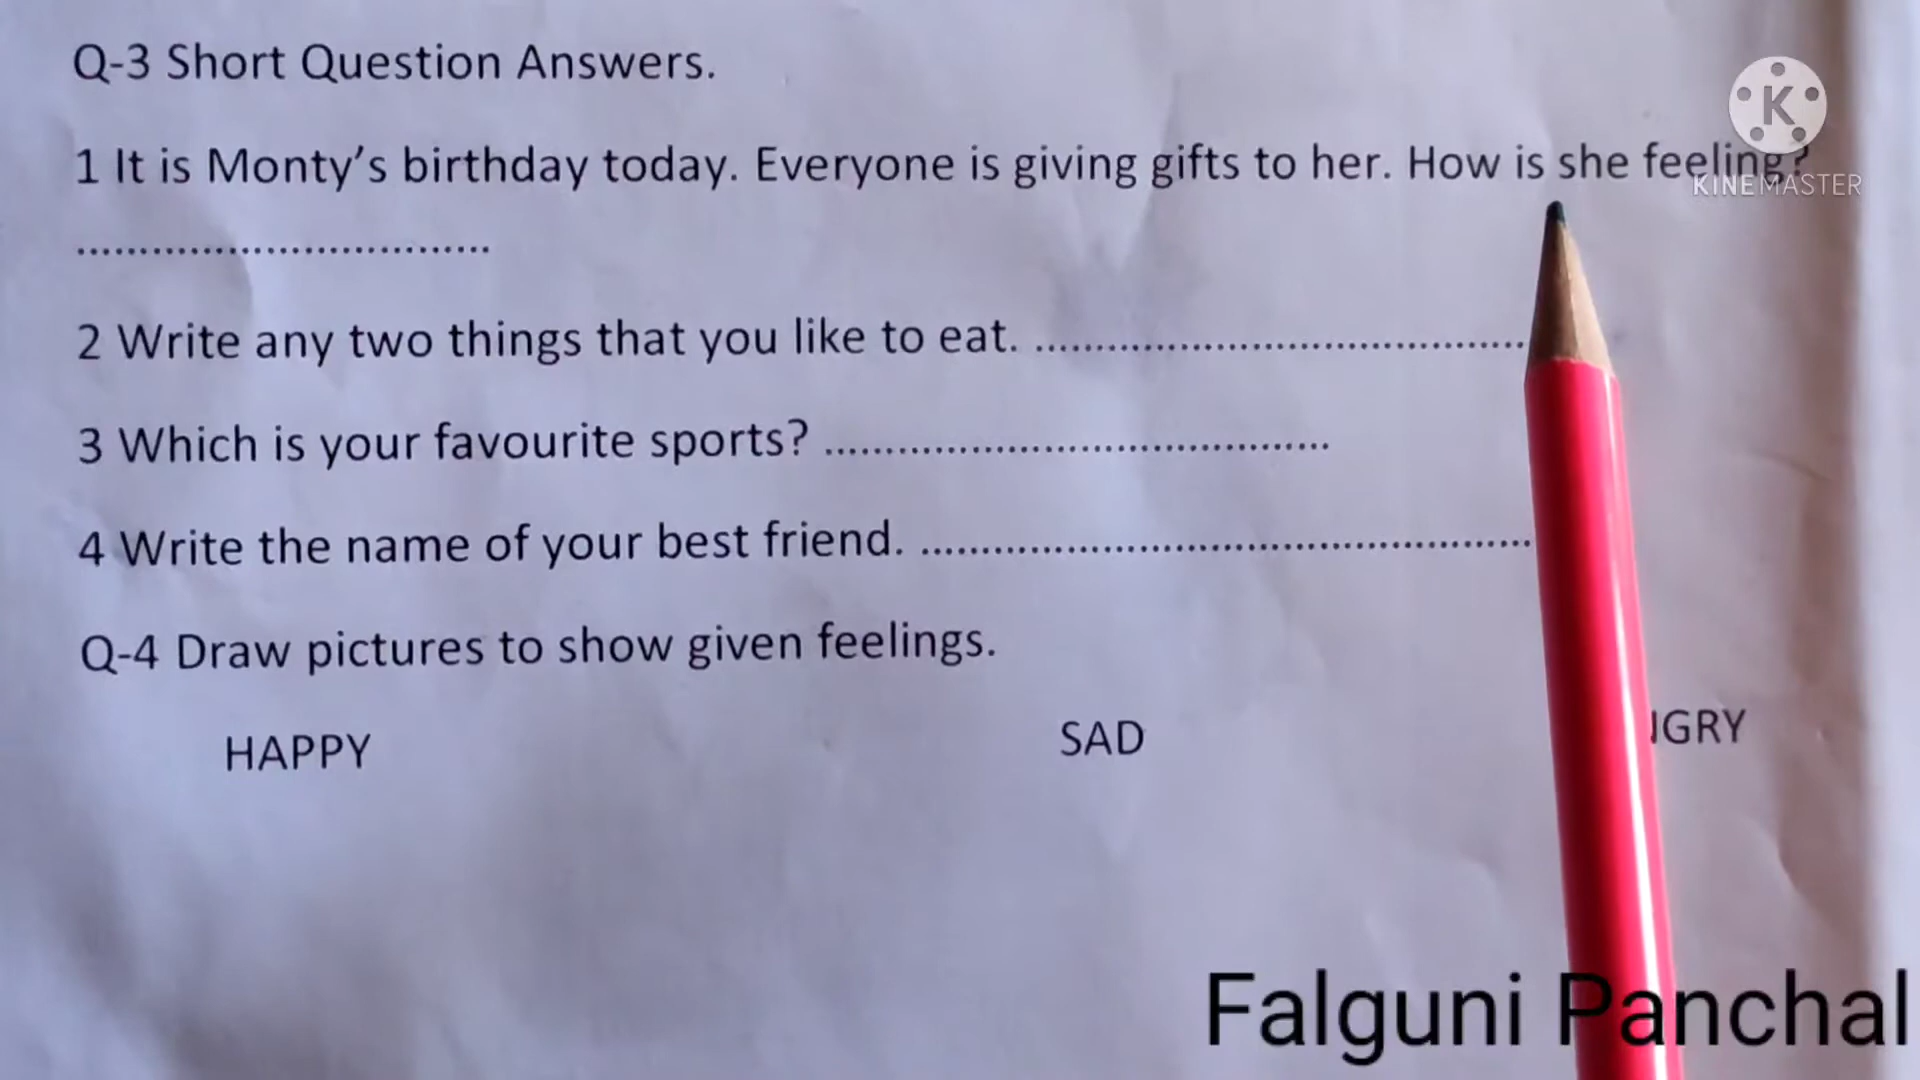 Q-3 Short Question Answers.
K
1 It is Monty’s birthday today. Everyone is giving gifts to her. How is she feeling?
KINEMASTER
.................................
2 Write any two things that you like to eat. .......................................
3 Which is your favourite sports? .........................................
4 Write the name of your best friend. .................................................
Q-4 Draw pictures to show given feelings.
HAPPY SAD
Falguni Panchal